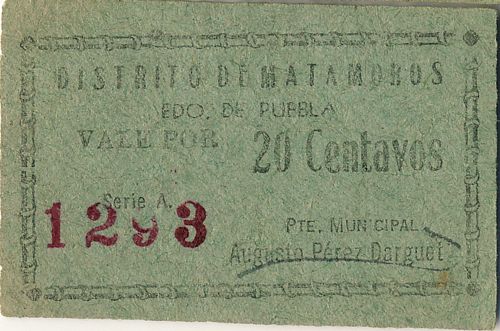 DISTRITO DE MATAMOROS
EDO. DE PUEBLA
VALE POR 20 Centavos
Serie A.
1293
PTE. MUNICIPAL
Augusto Pérez Darguet